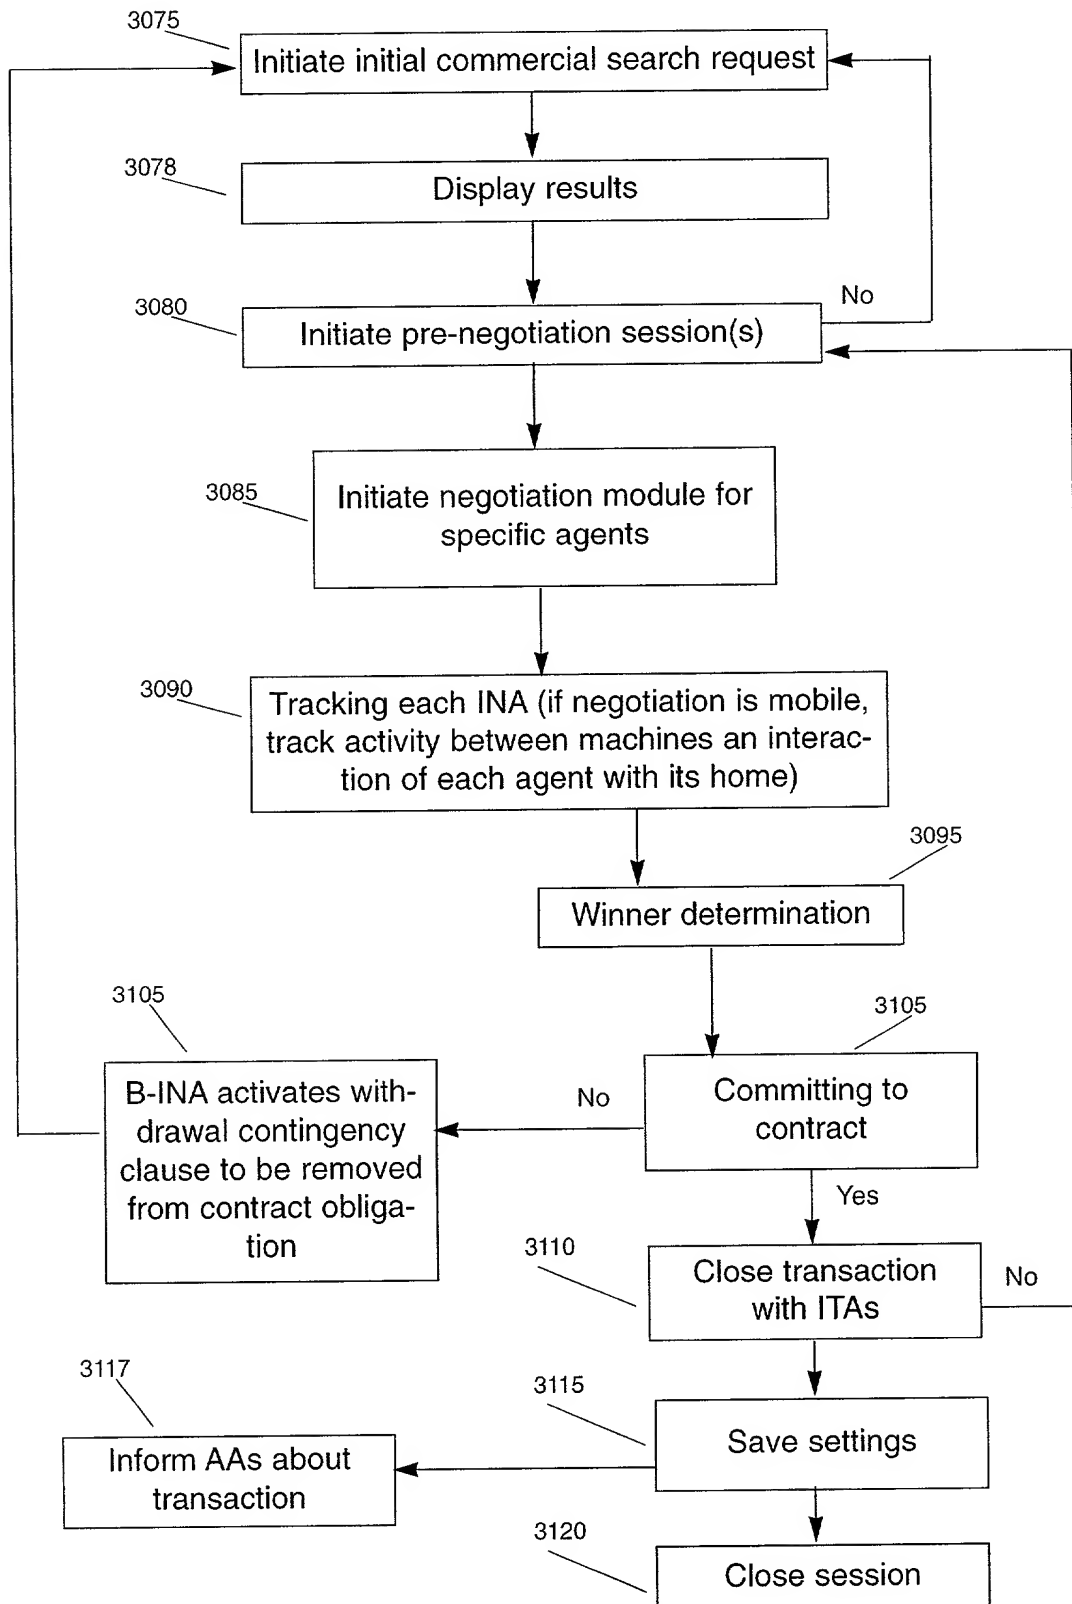 3075
Initiate initial commercial search request
3078
Display results
3080
No
Initiate pre-negotiation session(s)
3085
Initiate negotiation module for
specific agents
3090
Tracking each INA (if negotiation is mobile,
track activity between machines an interac-
tion of each agent with its home)
3095
Winner determination
3105
3105
B-INA activates with-
drawal contingency
clause to be removed
from contract obliga-
tion
No
Committing to
contract
Yes
3110
Close transaction
with ITAs
No
3117
Inform AAs about
transaction
3115
Save settings
3120
Close session